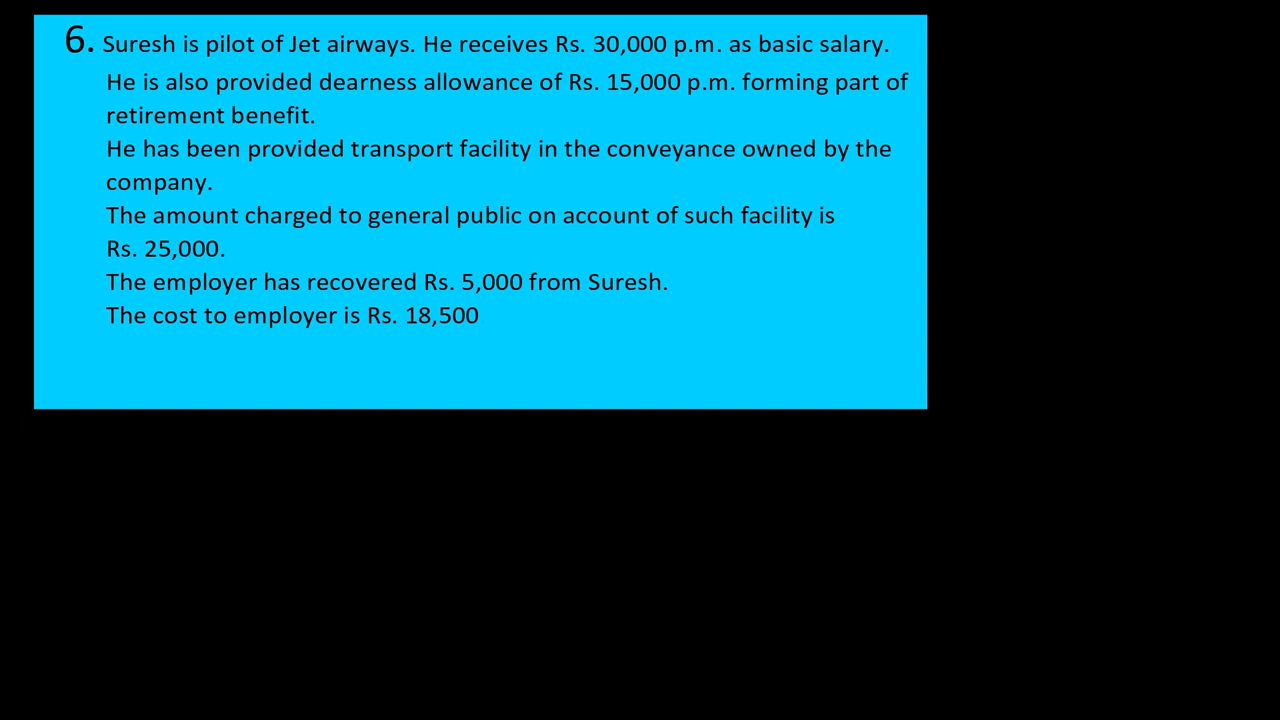 6. Suresh is pilot of Jet airways. He receives Rs. 30,000 p.m. as basic salary.
He is also provided dearness allowance of Rs. 15,000 p.m. forming part of
retirement benefit.
He has been provided transport facility in the conveyance owned by the
company.
The amount charged to general public on account of such facility is
Rs. 25,000.
The employer has recovered Rs. 5,000 from Suresh.
The cost to employer is Rs. 18,500